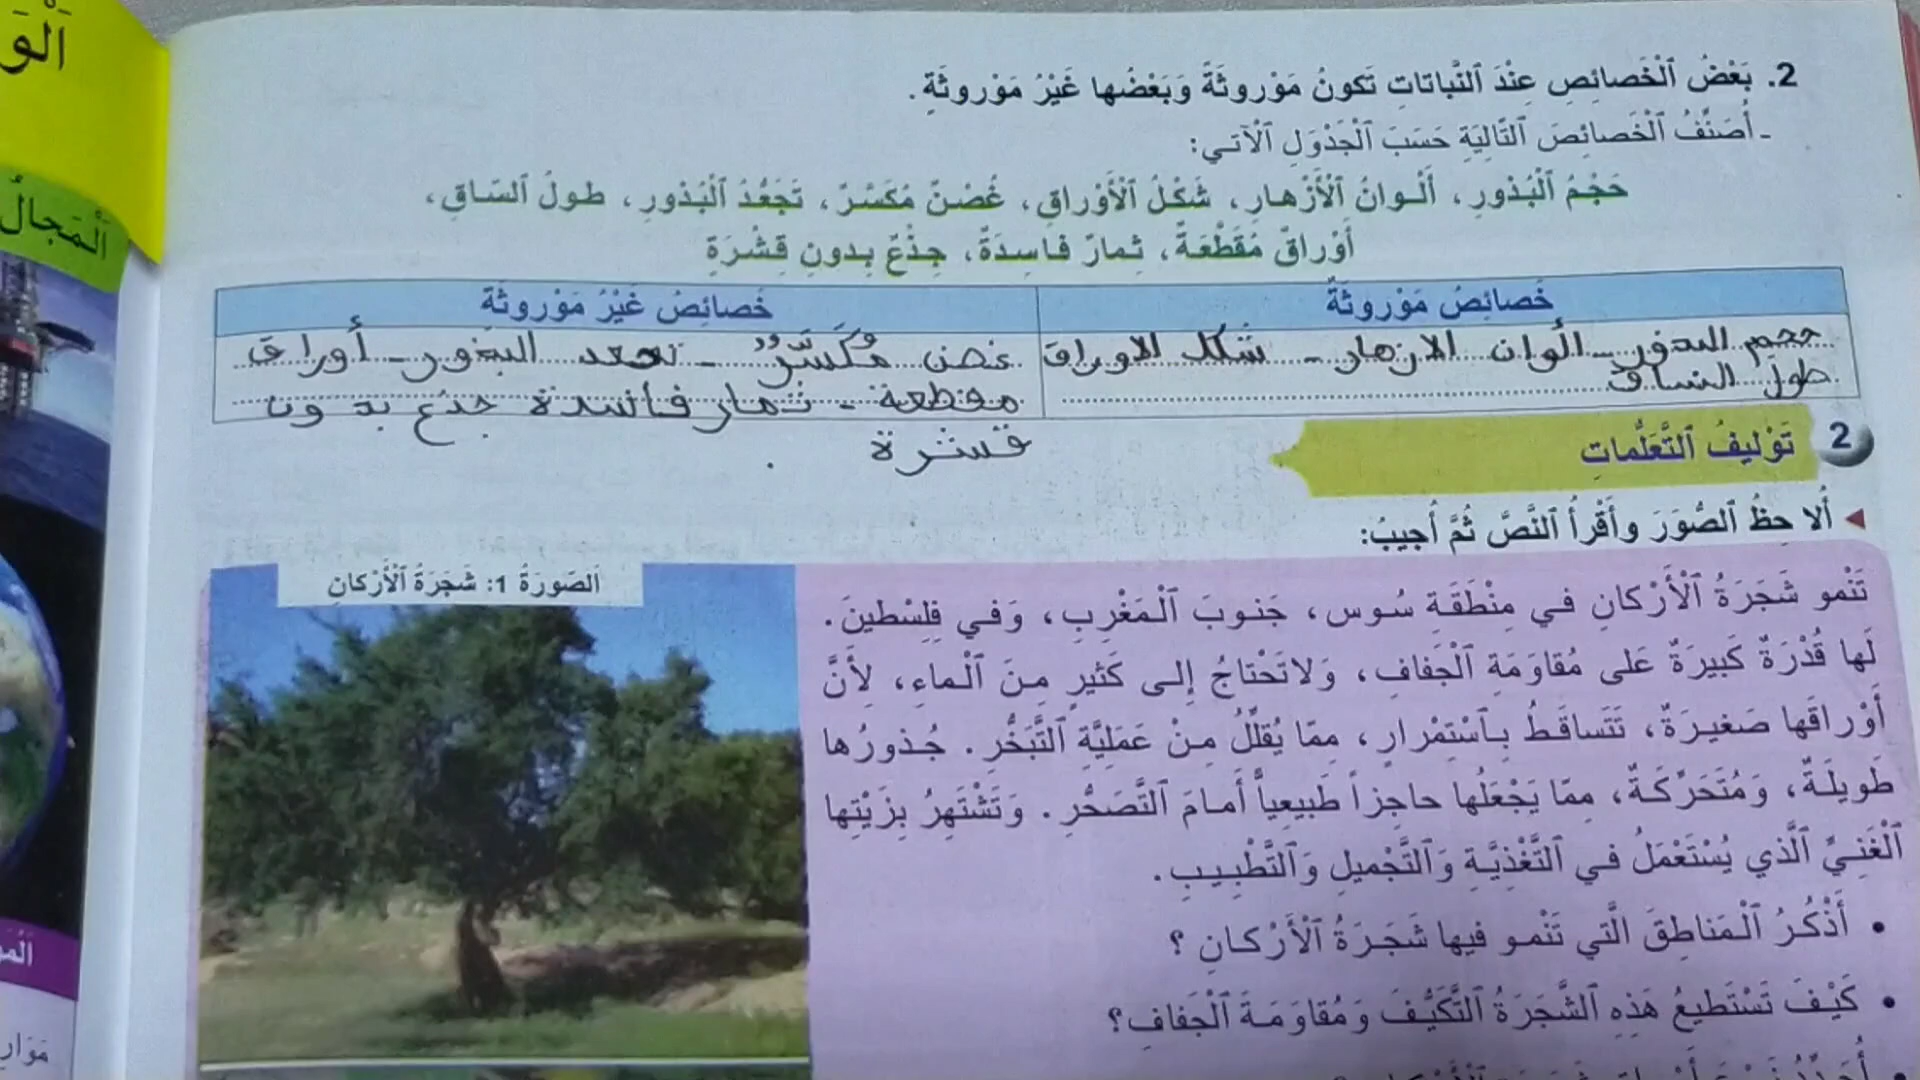 ٱلْوَ
ٱلْمَجالُ
2. بَعْضُ ٱلْخَصائِصِ عِنْدَ ٱلنَّباتاتِ تَكونُ مَوْروثَةً وَبَعْضُها غَيْرُ مَوْروثَةٍ.
ـ أُصَنِّفُ ٱلْخَصائِصَ ٱلتّالِيَةِ حَسَبَ ٱلْجَدْوَلِ ٱلْآتي:
حَجْمُ ٱلْبُذورِ، أَلْوانُ ٱلْأَزْهارِ، شَكْلُ ٱلْأَوْراقِ، غُصْنٌ مُكَسَّرٌ، تَجَعُّدُ ٱلْبُذورِ، طولُ ٱلسّاقِ،
أَوْراقٌ مُقَطَّعَةٌ، ثِمارٌ فاسِدَةٌ، جِذْعٌ بِدونِ قِشْرَةٍ
خَصائِصُ مَوْروثَةٌ
خَصائِصُ غَيْرُ مَوْروثَةٌ
حجم البذور - ألوان الازهار - شكل الاوراق
طول الساق
غصن مُكَسَّرٌ - تجعد البذور - أوراق
مقطعة - ثمار فاسدة جذع بدون
قشرة .
2 تَوْليفُ ٱلتَّعَلُّماتِ
أُلاحِظُ ٱلصُّوَرَ وأَقْرَأُ ٱلنَّصَّ ثُمَّ أُجيبُ:
اَلصّورَةُ 1: شَجَرَةُ ٱلْأَرْكانِ
تَنْمو شَجَرَةُ ٱلْأَرْكانِ في مِنْطَقَةِ سُوس، جَنوبَ ٱلْمَغْرِبِ، وَفي فِلِسْطينَ.
لَها قُدْرَةٌ كَبيرَةٌ عَلى مُقاوَمَةِ ٱلْجَفافِ، وَلاتَحْتاجُ إِلى كَثيرٍ مِنَ ٱلْماءِ، لِأَنَّ
أَوْراقَها صَغيرَةٌ، تَتَساقَطُ بِٱسْتِمْرارٍ، مِمّا يُقَلِّلُ مِنْ عَمَلِيَّةِ ٱلتَّبَخُّرِ. جُذورُها
طَويلَةٌ، وَمُتَحَرِّكَةٌ، مِمّا يَجْعَلُها حاجِزاً طَبيعِياًّ أَمامَ ٱلتَّصَحُّرِ. وَتَشْتَهِرُ بِزَيْتِها
ٱلْغَنِيِّ ٱلَّذي يُسْتَعْمَلُ في ٱلتَّغْذِيَّةِ وَٱلتَّجْميلِ وَٱلتَّطْبيبِ.
• أَذْكُرُ ٱلْمَناطِقَ ٱلَّتي تَنْمو فيها شَجَرَةُ ٱلْأَرْكانِ ؟
• كَيْفَ تَسْتَطيعُ هَذِهِ ٱلشَّجَرَةُ ٱلتَّكَيُّفَ وَمُقاوَمَةَ ٱلْجَفافِ؟